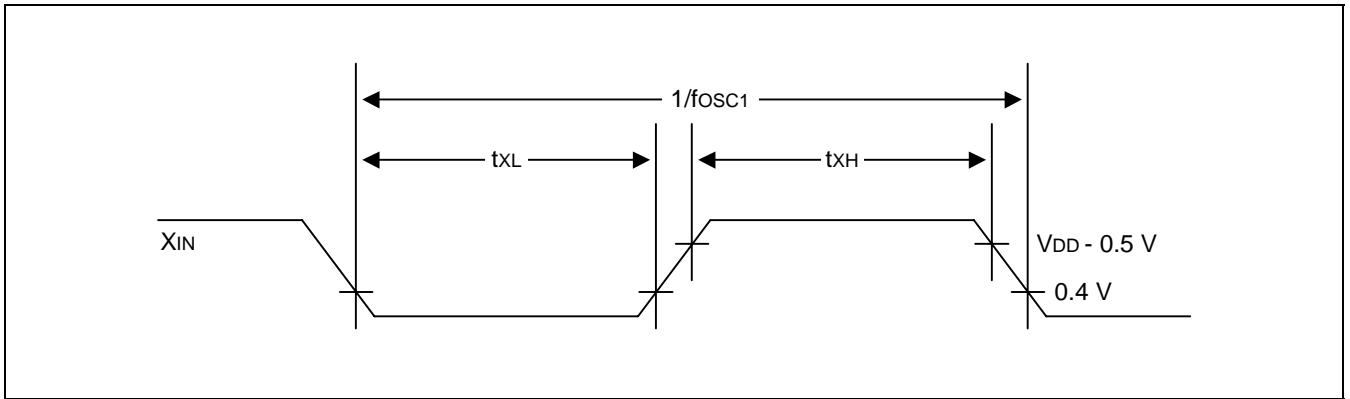 1/fOSC1
tXL
tXH
XIN
VDD - 0.5 V
0.4 V